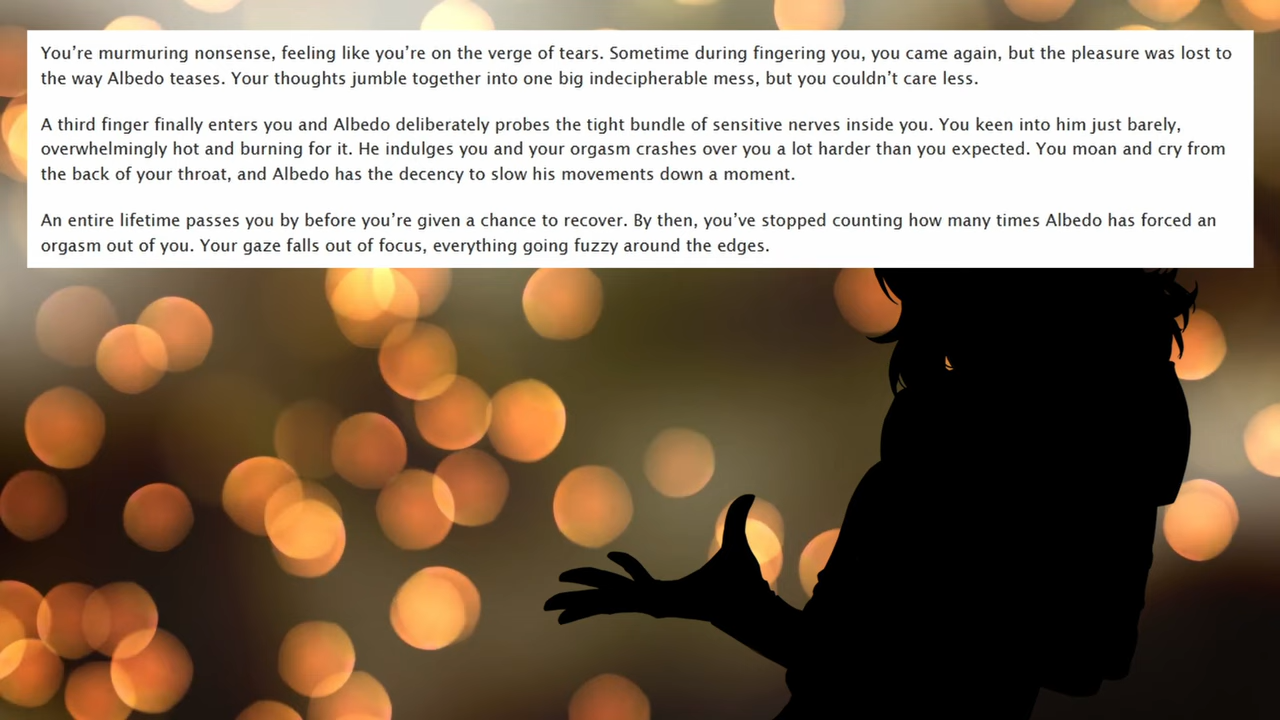 You're murmuring nonsense, feeling like you're on the verge of tears. Sometime during fingering you, you came again, but the pleasure was lost to
the way Albedo teases. Your thoughts jumble together into one big indecipherable mess, but you couldn't care less.
A third finger finally enters you and Albedo deliberately probes the tight bundle of sensitive nerves inside you. You keen into him just barely,
overwhelmingly hot and burning for it. He indulges you and your orgasm crashes over you a lot harder than you expected. You moan and cry from
the back of your throat, and Albedo has the decency to slow his movements down a moment.
An entire lifetime passes you by before you're given a chance to recover. By then, you've stopped counting how many times Albedo has forced an
orgasm out of you. Your gaze falls out of focus, everything going fuzzy around the edges.